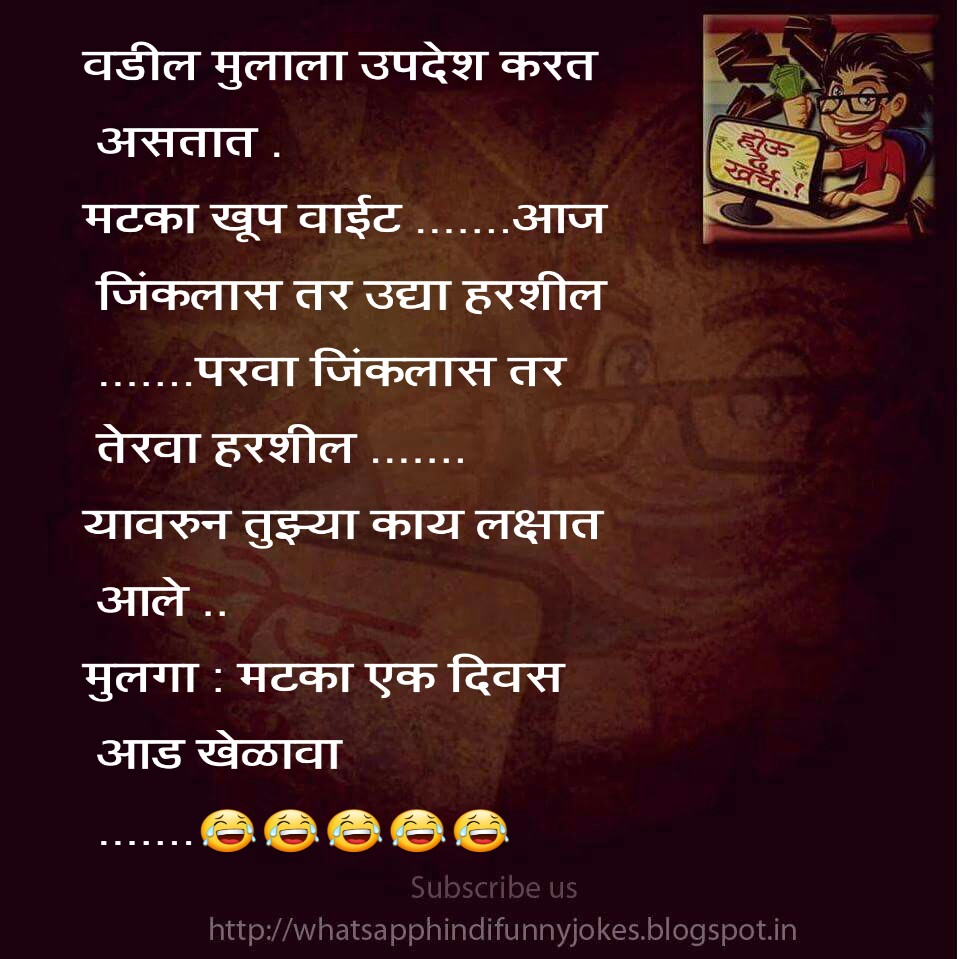 वडील मुलाला उपदेश करत
असतात .
मटका खूप वाईट .......आज
जिंकलास तर उद्या हरशील
.......परवा जिंकलास तर
तेरवा हरशील .......
यावरुन तुझ्या काय लक्षात
आले ..
मुलगा : मटका एक दिवस
आड खेळावा
.......😂😂😂😂😂
होऊ
दे
खर्च..!
Subscribe us
http://whatsapphindifunnyjokes.blogspot.in